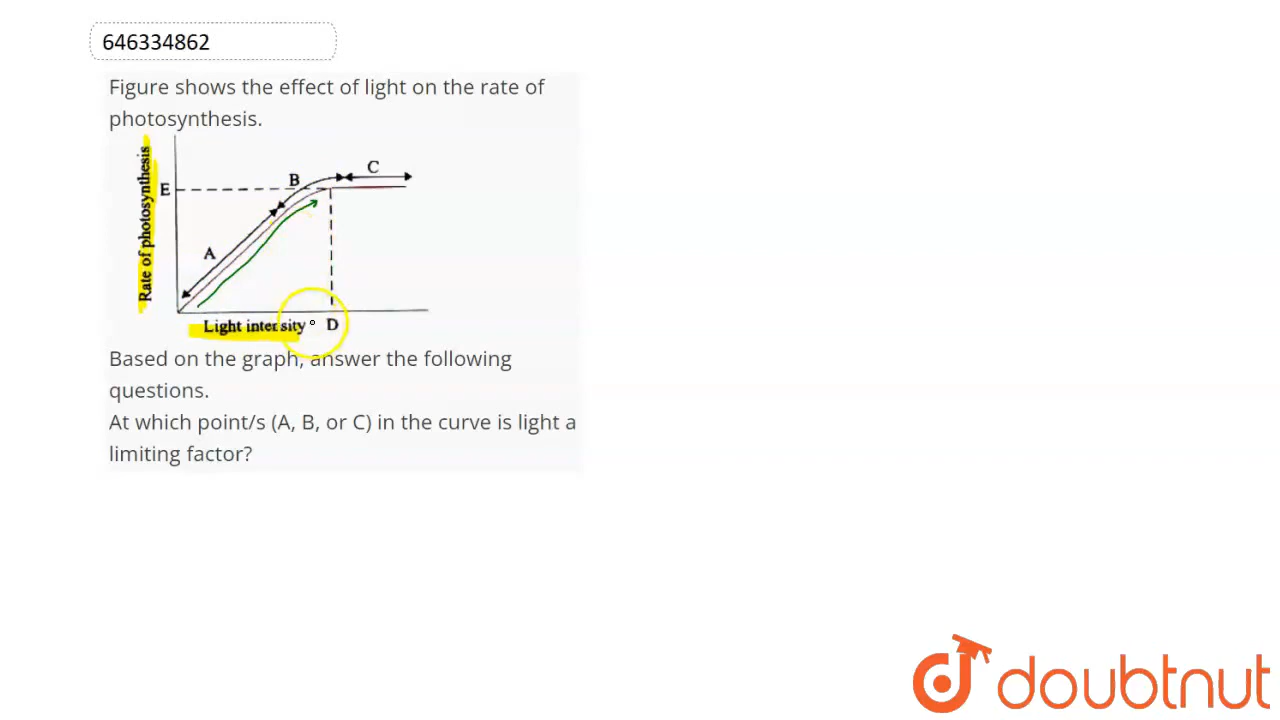 646334862
Figure shows the effect of light on the rate of
photosynthesis.
Rate of photosynthesis
E
A
B
C
Light intensity D
Based on the graph, answer the following
questions.
At which point/s (A, B, or C) in the curve is light a
limiting factor?
doubtnut